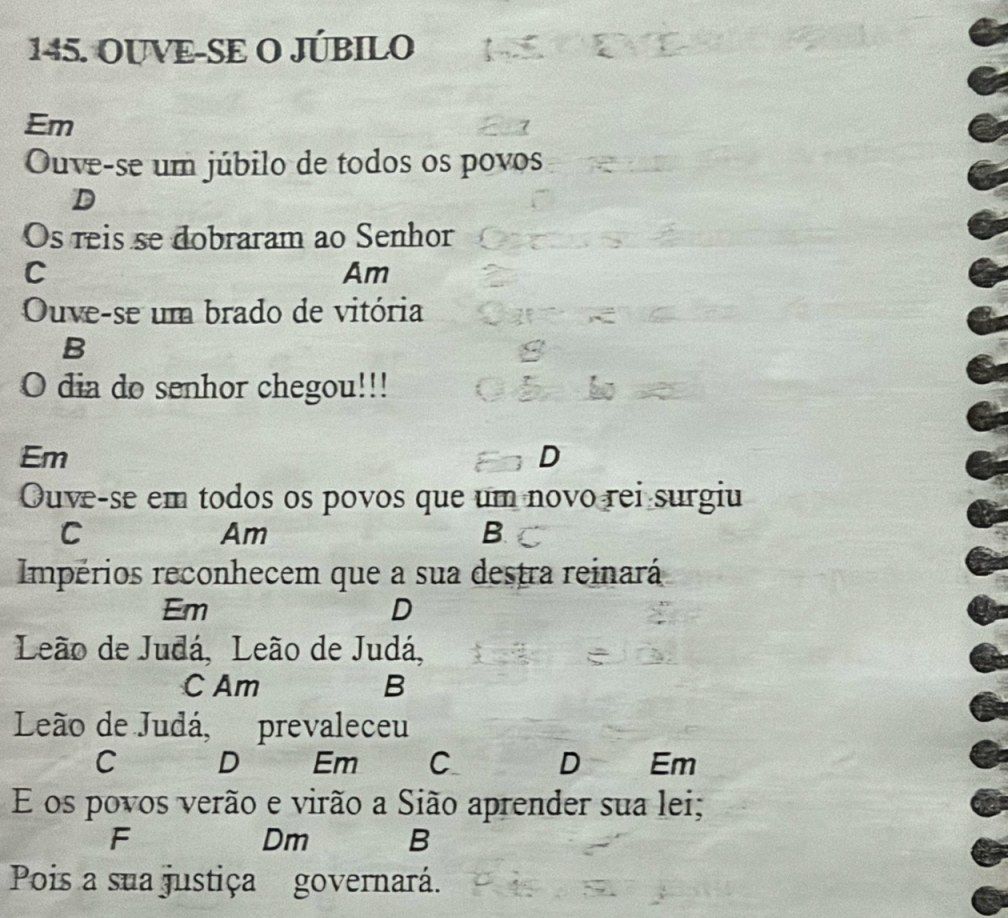 145. OUVE-SE O JÚBILO
Em
Ouve-se um júbilo de todos os povos
D
Os reis se dobraram ao Senhor
C Am
Ouve-se um brado de vitória
B
O dia do senhor chegou!!!
Em D
Ouve-se em todos os povos que um novo rei surgiu
C Am B
Impérios reconhecem que a sua destra reinará
Em D
Leão de Judá, Leão de Judá,
C Am B
Leão de Judá, prevaleceu
C D Em C D Em
E os povos verão e virão a Sião aprender sua lei;
F Dm B
Pois a sua justiça governará.